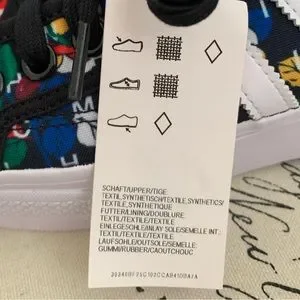 SCHAFT/UPPER/TIGE
TEXTIL,SYNTHETISCH/TEXTILE,SYNTHETICS/
TEXTILE,SYNTHETIQUE
FUTTER/LINING/DOUBLURE
TEXTIL/TEXTILE/TEXTILE
EINLEGESOHLE/INLAY SOLE/SEMELLE INT.:
TEXTIL/TEXTILE/TEXTILE
LAUFSOHLE/OUTSOLE/SEMELLE:
GUMMI/RUBBER/CAOUTCHOUC
New